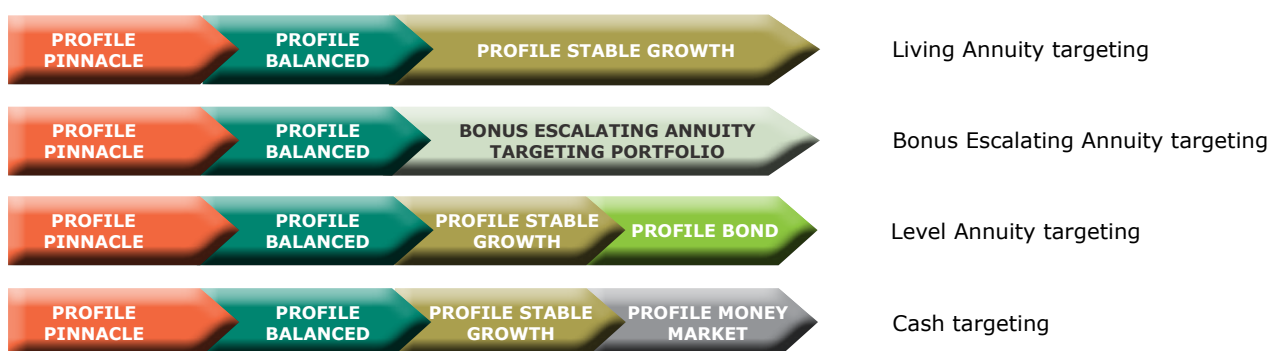 PROFILE
PINNACLE
PROFILE
BALANCED
PROFILE STABLE GROWTH
Living Annuity targeting
PROFILE
PINNACLE
PROFILE
BALANCED
BONUS ESCALATING ANNUITY
TARGETING PORTFOLIO
Bonus Escalating Annuity targeting
PROFILE
PINNACLE
PROFILE
BALANCED
PROFILE STABLE
GROWTH
PROFILE BOND
Level Annuity targeting
PROFILE
PINNACLE
PROFILE
BALANCED
PROFILE STABLE
GROWTH
PROFILE MONEY
MARKET
Cash targeting